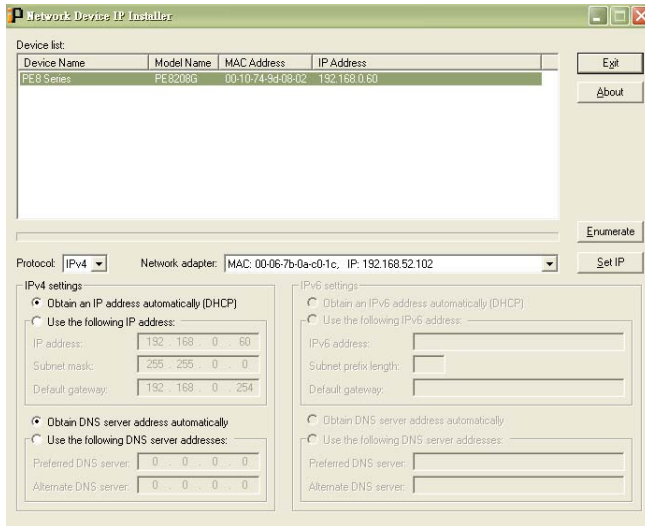 Network Device IP Installer
Device list:
Device Name Model Name MAC Address IP Address
PE8 Series PE8208G 00-10-74-9d-08-02 192.168.0.60
Exit
About
Enumerate
Protocol: IPv4 Network adapter: MAC: 00-06-7b-0a-c0-1c, IP: 192.168.52.102
Set IP
IPv4 settings
Obtain an IP address automatically (DHCP)
Use the following IP address:
IP address: 192 . 168 . 0 . 60
Subnet mask: 255 . 255 . 0 . 0
Default gateway: 192 . 168 . 0 . 254
Obtain DNS server address automatically
Use the following DNS server addresses:
Preferred DNS server: 0 . 0 . 0 . 0
Alternate DNS server: 0 . 0 . 0 . 0
IPv6 settings
Obtain an IPv6 address automatically (DHCP)
Use the following IPv6 address:
IPv6 address:
Subnet prefix length:
Default gateway:
Obtain DNS server address automatically
Use the following DNS server addresses:
Preferred DNS server:
Alternate DNS server: